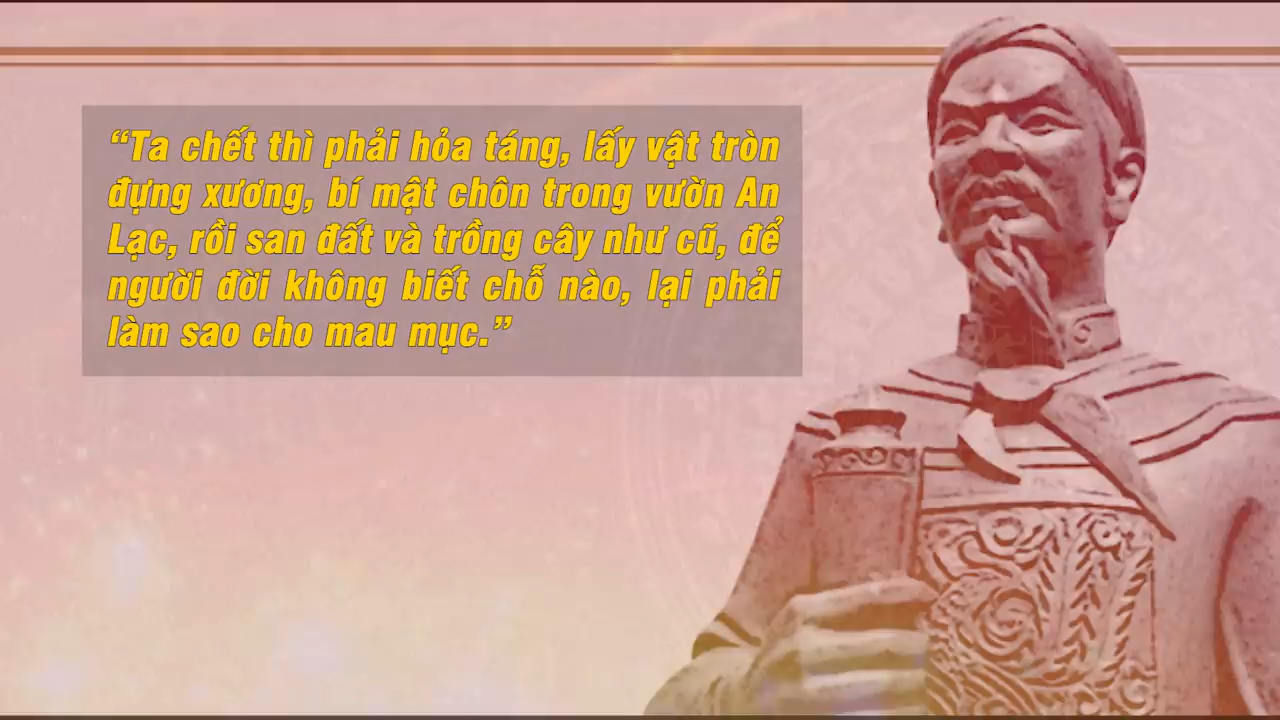 “Ta chết thì phải hỏa táng, lấy vật tròn
đựng xương, bí mật chôn trong vườn An
Lạc, rồi san đất và trồng cây như cũ, để
người đời không biết chỗ nào, lại phải
làm sao cho mau mục.”